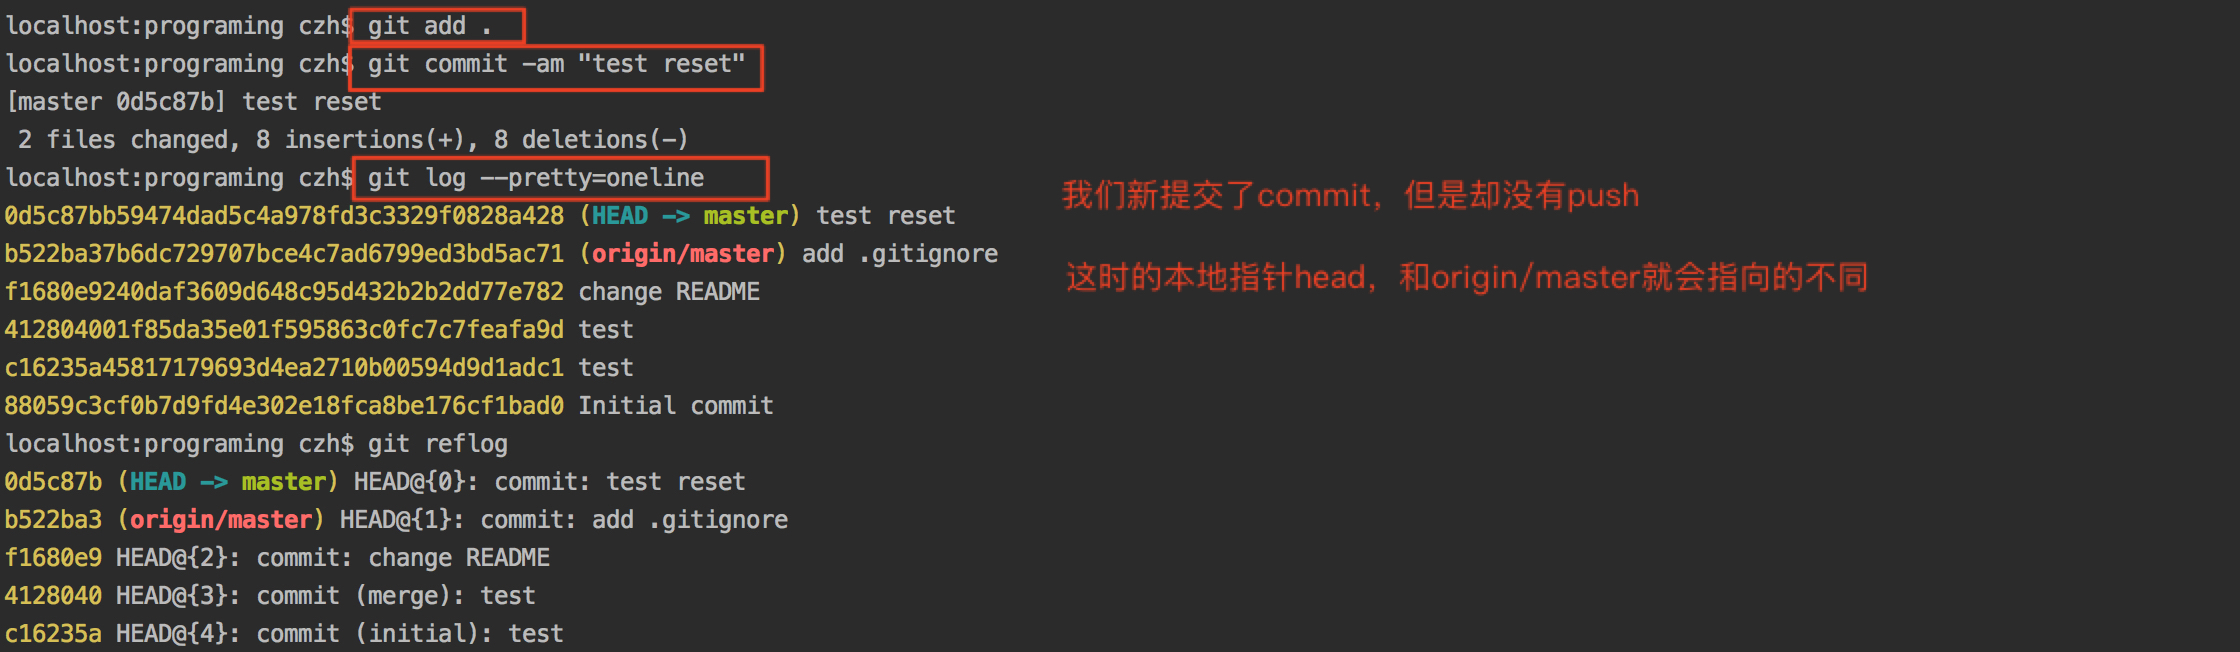 localhost:programing czh$ git add .
localhost:programing czh$ git commit -am "test reset"
[master 0d5c87b] test reset
2 files changed, 8 insertions(+), 8 deletions(-)
localhost:programing czh$ git log --pretty=oneline
我们新提交了commit，但是却没有push
0d5c87bb59474dad5c4a978fd3c3329f0828a428 (HEAD -> master) test reset
b522ba37b6dc729707bce4c7ad6799ed3bd5ac71 (origin/master) add .gitignore
这时的本地指针head，和origin/master就会指向的不同
f1680e9240daf3609d648c95d432b2b2dd77e782 change README
412804001f85da35e01f595863c0fc7c7feafa9d test
c16235a45817179693d4ea2710b00594d9d1adc1 test
88059c3cf0b7d9fd4e302e18fca8be176cf1bad0 Initial commit
localhost:programing czh$ git reflog
0d5c87b (HEAD -> master) HEAD@{0}: commit: test reset
b522ba3 (origin/master) HEAD@{1}: commit: add .gitignore
f1680e9 HEAD@{2}: commit: change README
4128040 HEAD@{3}: commit (merge): test
c16235a HEAD@{4}: commit (initial): test